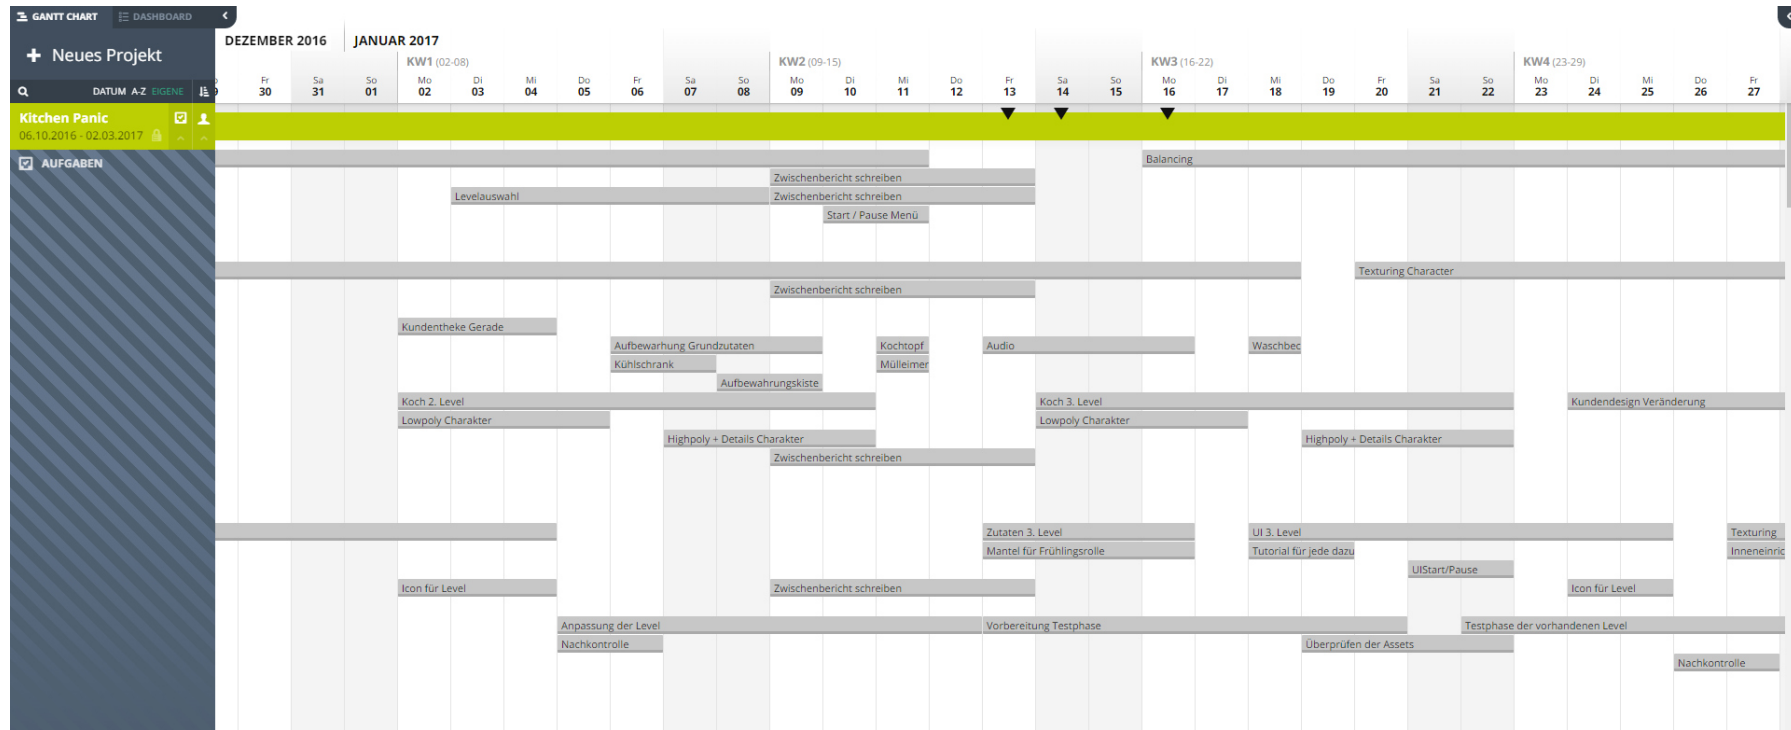 GANTT CHART DASHBOARD
DEZEMBER 2016 JANUAR 2017
Neues Projekt
KW1 (02-08) KW2 (09-15) KW3 (16-22) KW4 (23-29)
Fr Sa So Mo Di Mi Do Fr Sa So Mo Di Mi Do Fr Sa So Mo Di Mi Do Fr Sa So Mo Di Mi Do Fr
DATUM A-Z EIGENE 9 30 31 01 02 03 04 05 06 07 08 09 10 11 12 13 14 15 16 17 18 19 20 21 22 23 24 25 26 27
Kitchen Panic
06.10.2016 - 02.03.2017
AUFGABEN
Balancing
Zwischenbericht schreiben
Levelauswahl Zwischenbericht schreiben
Start / Pause Menü
Texturing Character
Zwischenbericht schreiben
Kundentheke Gerade
Aufbewarhung Grundzutaten Kochtopf Audio Waschbec
Kühlschrank Mülleimer
Aufbewahrungskiste
Koch 2. Level Koch 3. Level Kundendesign Veränderung
Lowpoly Charakter Lowpoly Charakter
Highpoly + Details Charakter Highpoly + Details Charakter
Zwischenbericht schreiben
Zutaten 3. Level UI 3. Level Texturing
Mantel für Frühlingsrolle Tutorial für jede dazu Inneneinric
UIStart/Pause
Icon für Level Zwischenbericht schreiben Icon für Level
Anpassung der Level Vorbereitung Testphase Testphase der vorhandenen Level
Nachkontrolle Überprüfen der Assets
Nachkontrolle